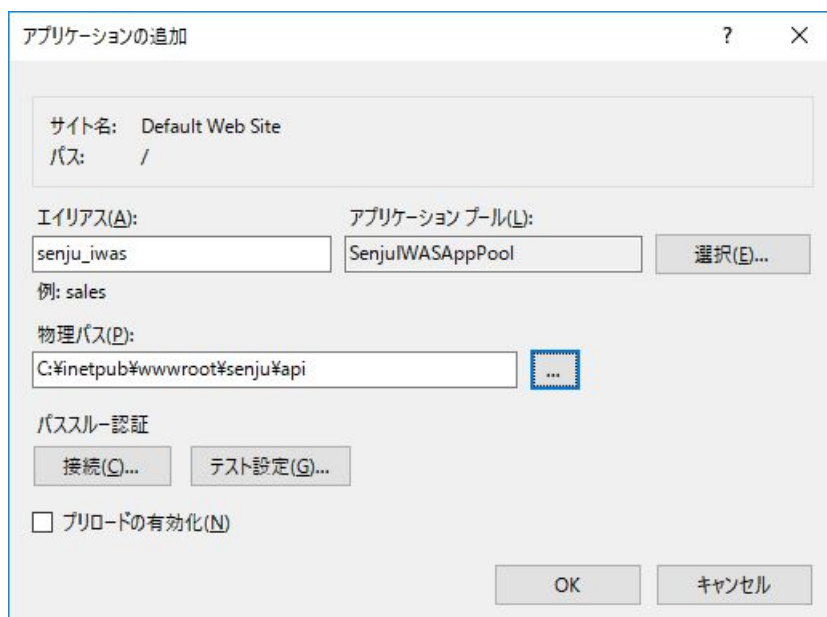 アプリケーションの追加 ?
サイト名: Default Web Site
パス: /
エイリアス(A): アプリケーション プール(L):
senju_iwas SenjuIWASAppPool 選択(E)...
例: sales
物理パス(P):
C:¥inetpub¥wwwroot¥senju¥api ...
パススルー認証
接続(C)... テスト設定(G)...
プリロードの有効化(N)
OK キャンセル